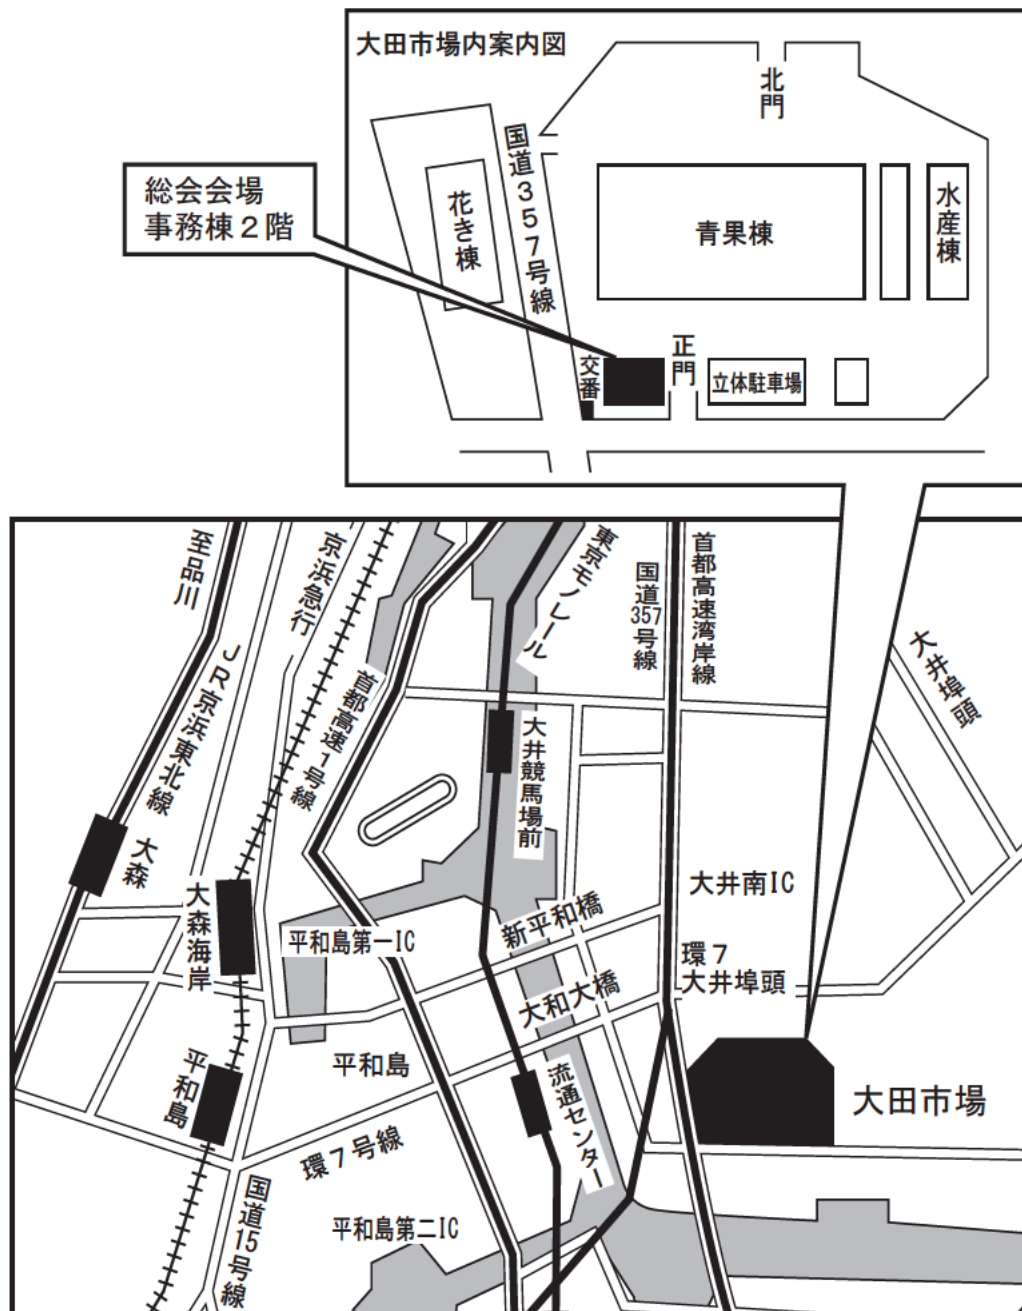 大田市場内案内図
北門
国道357号線
総会会場
事務棟2階
花き棟
青果棟
水産棟
交番
正門
立体駐車場
至品川
京浜急行
東京モノレール
国道357号線
首都高速湾岸線
大井埠頭
JR京浜東北線
首都高速1号線
大井競馬場前
大森
大森海岸
大井南IC
新平和橋
平和島第一IC
環7
大井埠頭
大和大橋
平和島
平和島
流通センター
大田市場
環7号線
国道15号線
平和島第二IC